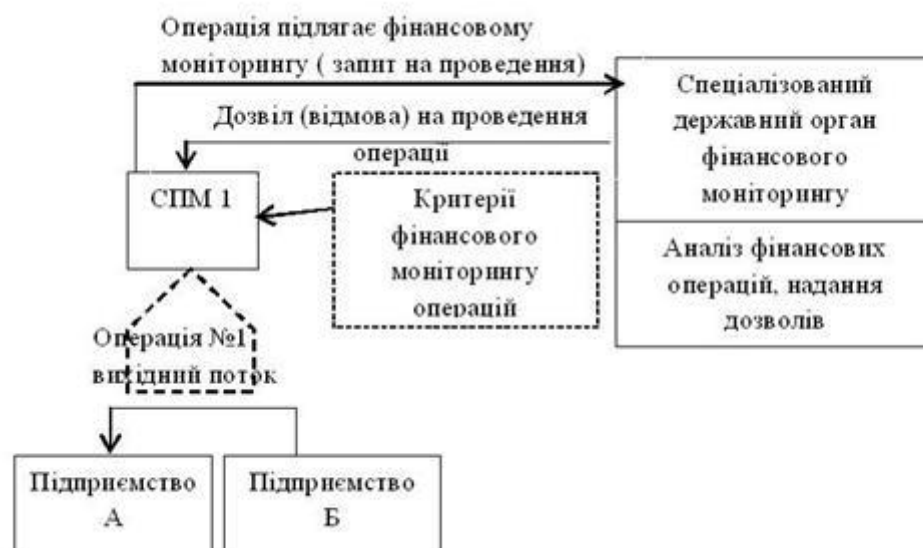 Операція підлягає фінансовому
моніторингу ( запит на проведення)
Дозвіл (відмова) на проведення
операції
Спеціалізований
державний орган
фінансового
моніторингу
Аналіз фінансових
операцій, надання
дозволів
СПМ 1
Критерії
фінансового
моніторингу
операцій
Операція №1
вихідний поток
Підприємство
А
Підприємство
Б